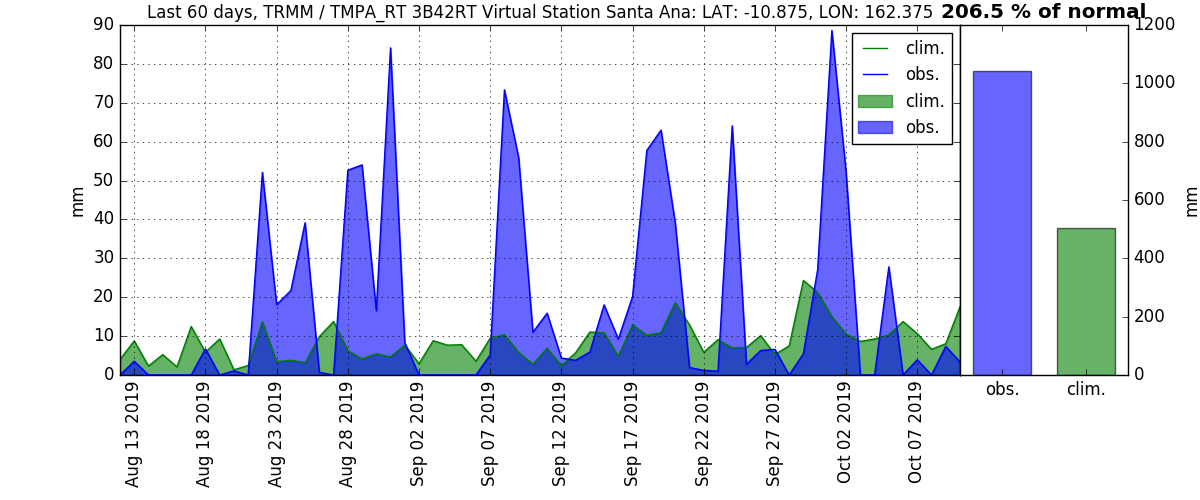 Last 60 days, TRMM / TMPA_RT 3B42RT Virtual Station Santa Ana: LAT: -10.875, LON: 162.375
206.5 % of normal
90
80
70
60
50
40
30
20
10
0
mm
clim.
obs.
clim.
obs.
Aug 13 2019
Aug 18 2019
Aug 23 2019
Aug 28 2019
Sep 02 2019
Sep 07 2019
Sep 12 2019
Sep 17 2019
Sep 22 2019
Sep 27 2019
Oct 02 2019
Oct 07 2019
1200
1000
800
600
400
200
0
mm
obs.
clim.